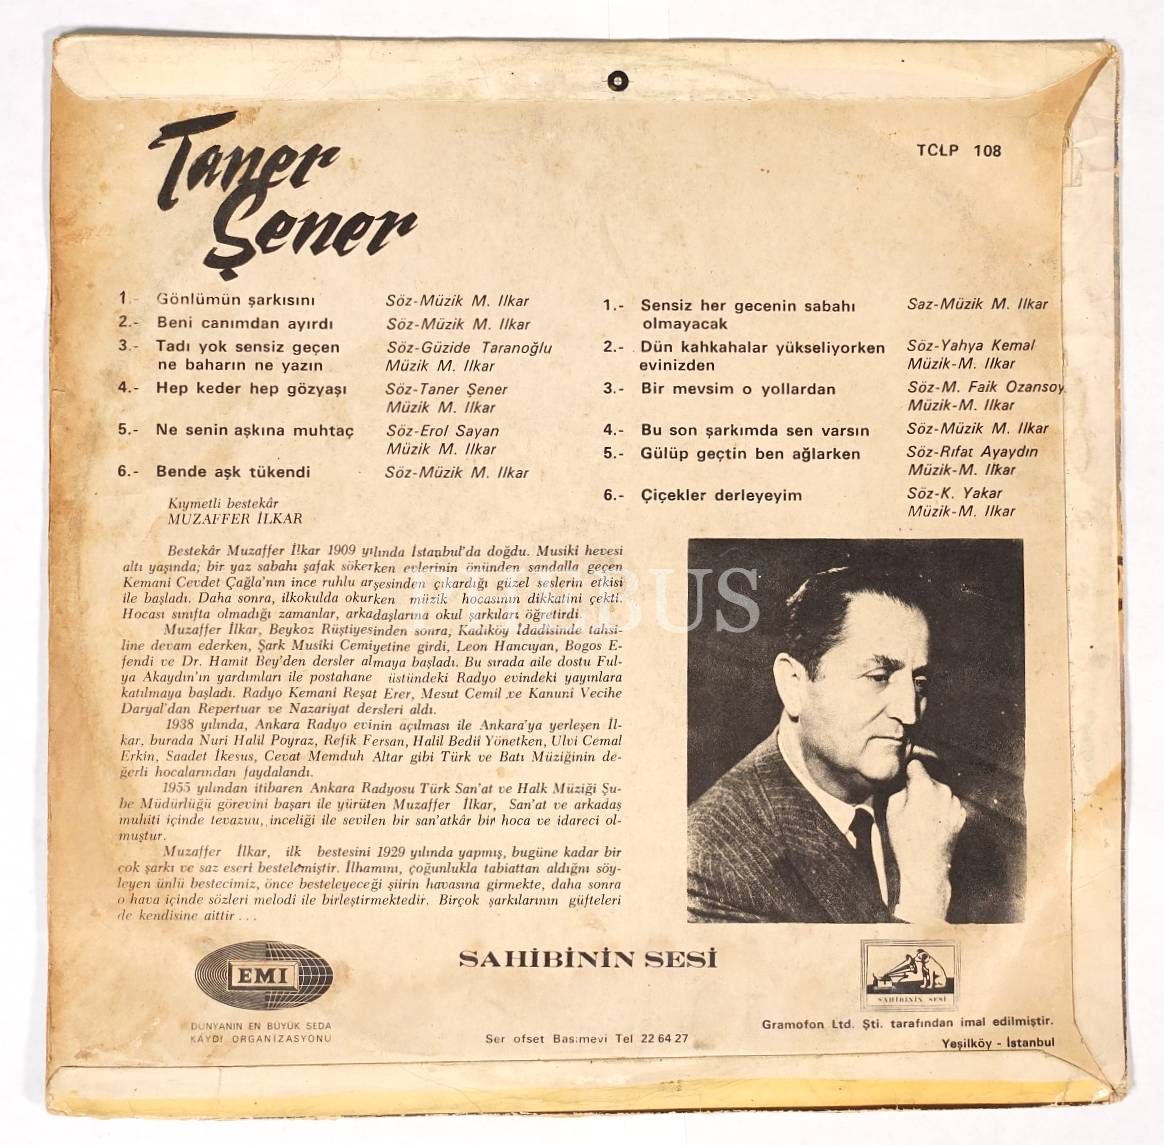 Taner
Şener
TCLP 108
1.- Gönlümün şarkısını Söz-Müzik M. Ilkar
2.- Beni canımdan ayırdı Söz-Müzik M. Ilkar
3.- Tadı yok sensiz geçen Söz-Güzide Taranoğlu
ne baharın ne yazın Müzik M. Ilkar
4.- Hep keder hep gözyaşı Söz-Taner Şener
Müzik M. Ilkar
5.- Ne senin aşkına muhtaç Söz-Erol Sayan
Müzik M. Ilkar
6.- Bende aşk tükendi Söz-Müzik M. Ilkar
1.- Sensiz her gecenin sabahı Saz-Müzik M. Ilkar
olmayacak
2.- Dün kahkahalar yükseliyorken Söz-Yahya Kemal
evinizden Müzik-M. Ilkar
3.- Bir mevsim o yollardan Söz-M. Faik Ozansoy
Müzik-M. Ilkar
4.- Bu son şarkımda sen varsın Söz-Müzik M. Ilkar
5.- Gülüp geçtin ben ağlarken Söz-Rıfat Ayaydın
Müzik-M. Ilkar
6.- Çiçekler derleyeyim Söz-K. Yakar
Müzik-M. Ilkar
Kıymetli bestekâr
MUZAFFER İLKAR
Bestekâr Muzaffer İlkar 1909 yılında İstanbul'da doğdu. Musiki hevesi
altı yaşında; bir yaz sabahı şafak sökerken evlerinin önünden sandalla geçen
Kemani Cevdet Çağla'nın ince ruhlu arşesinden çıkardığı güzel seslerin etkisi
ile başladı. Daha sonra, ilkokulda okurken müzik hocasının dikkatini çekti.
Hocası sınıfta olmadığı zamanlar, arkadaşlarına okul şarkıları öğretirdi.
Muzaffer İlkar, Beykoz Rüştiyesinden sonra, Kadıköy İdadisinde tahsi-
line devam ederken, Şark Musiki Cemiyetine girdi, Leon Hancıyan, Bogos E-
fendi ve Dr. Hamit Bey'den dersler almaya başladı. Bu sırada aile dostu Ful-
ya Akaydın'ın yardımları ile postahane üstündeki Radyo evindeki yayınlara
katılmaya başladı. Radyo Kemani Reşat Erer, Mesut Cemil ve Kanuni Vecihe
Daryal'dan Repertuar ve Nazariyat dersleri aldı.
1938 yılında, Ankara Radyo evinin açılması ile Ankara'ya yerleşen İl-
kar, burada Nuri Halil Poyraz, Refik Fersan, Halil Bedii Yönetken, Ulvi Cemal
Erkin, Saadet İkesus, Cevat Memduh Altar gibi Türk ve Batı Müziğinin de-
ğerli hocalarından faydalandı.
1955 yılından itibaren Ankara Radyosu Türk San'at ve Halk Müziği Şu-
be Müdürlüğü görevini başarı ile yürüten Muzaffer İlkar, San'at ve arkadaş
muhiti içinde tevazuu, inceliği ile sevilen bir san'atkâr bir hoca ve idareci ol-
muştur.
Muzaffer İlkar, ilk bestesini 1929 yılında yapmış, bugüne kadar bir
çok şarkı ve saz eseri bestelemiştir. İlhamını, çoğunlukla tabiattan aldığını söy-
leyen ünlü bestecimiz, önce besteleyeceği şiirin havasına girmekte, daha sonra
o hava içinde sözleri melodi ile birleştirmektedir. Birçok şarkılarının güfteleri
de kendisine aittir ...
PHEBUS
EMI
DÜNYANIN EN BÜYÜK SEDA
KAYDI ORGANIZASYONU
SAHİBİNİN SESİ
Ser ofset Basımevi Tel 22 64 27
SAHİBİNİN SESİ
Gramofon Ltd. Şti. tarafından imal edilmiştir.
Yeşilköy - İstanbul